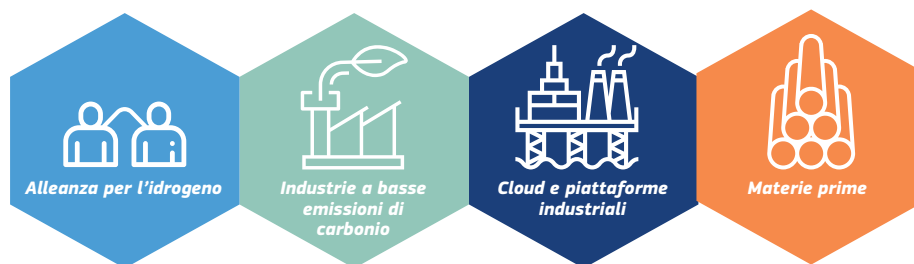 Alleanza per l'idrogeno
Industrie a basse
emissioni di
carbonio
Cloud e piattaforme
industriali
Materie prime